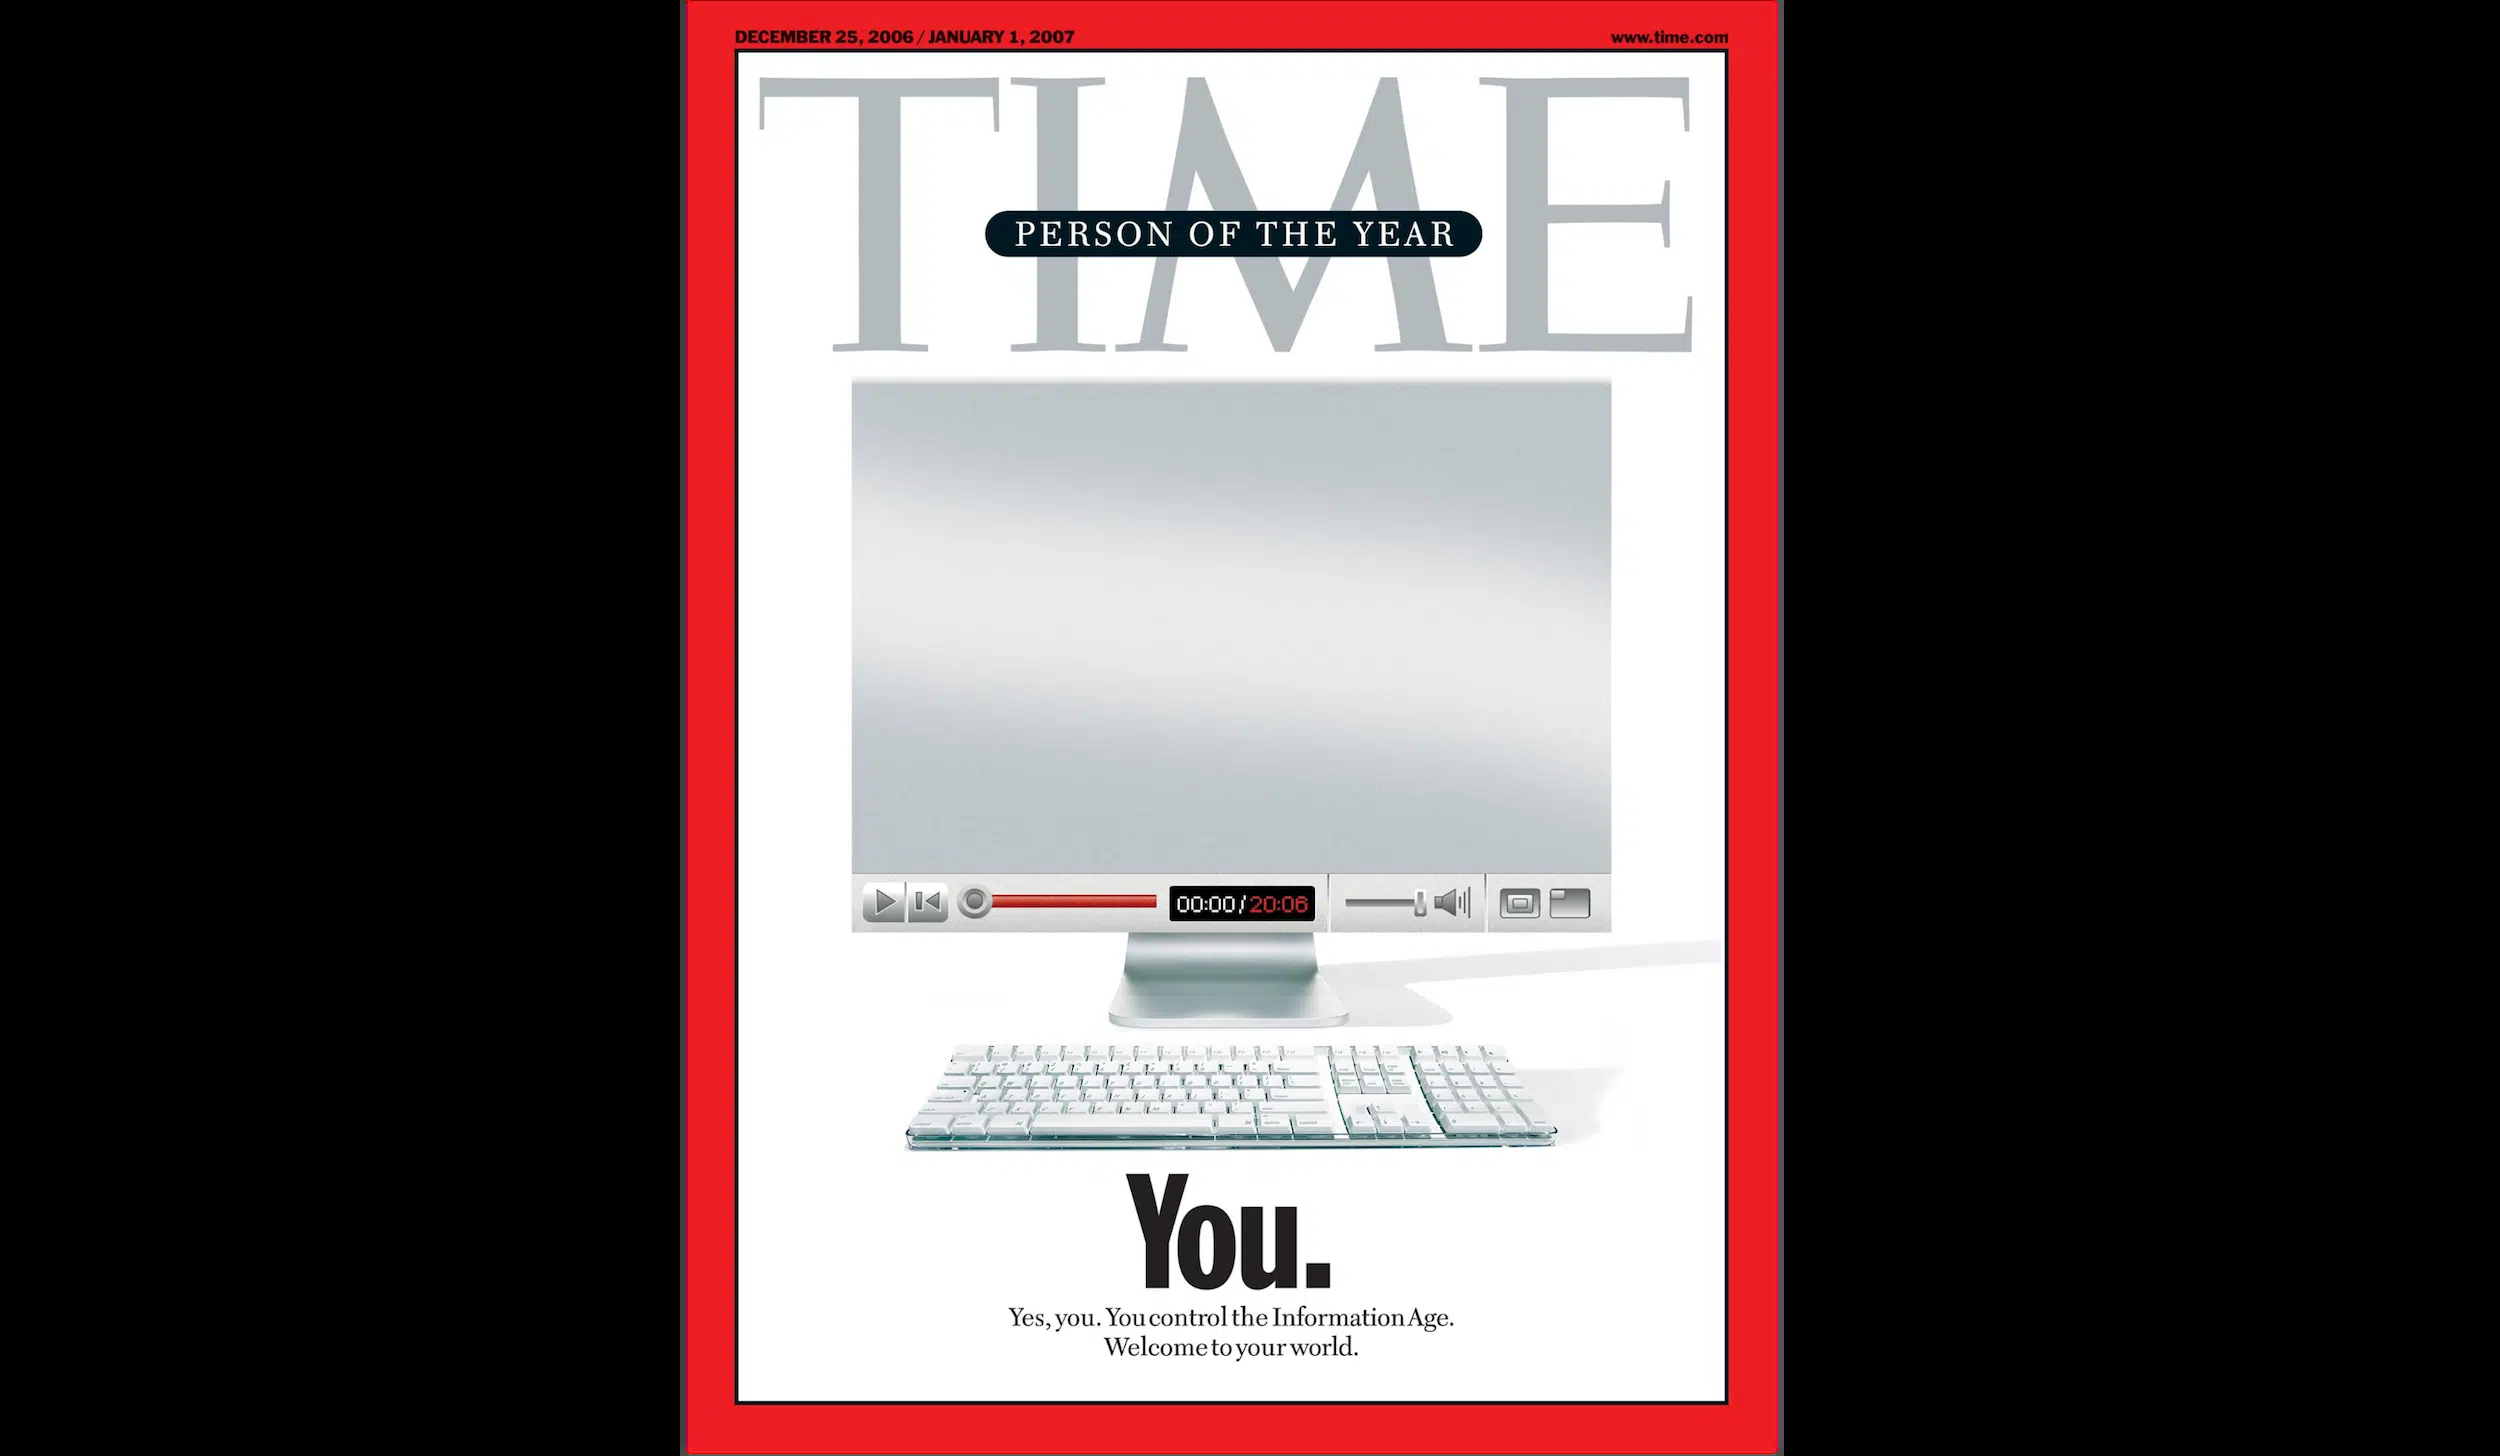 DECEMBER 25, 2006 / JANUARY 1, 2007
www.time.com
TIME
PERSON OF THE YEAR
00:00/20:06
You.
Yes, you. You control the Information Age.
Welcome to your world.